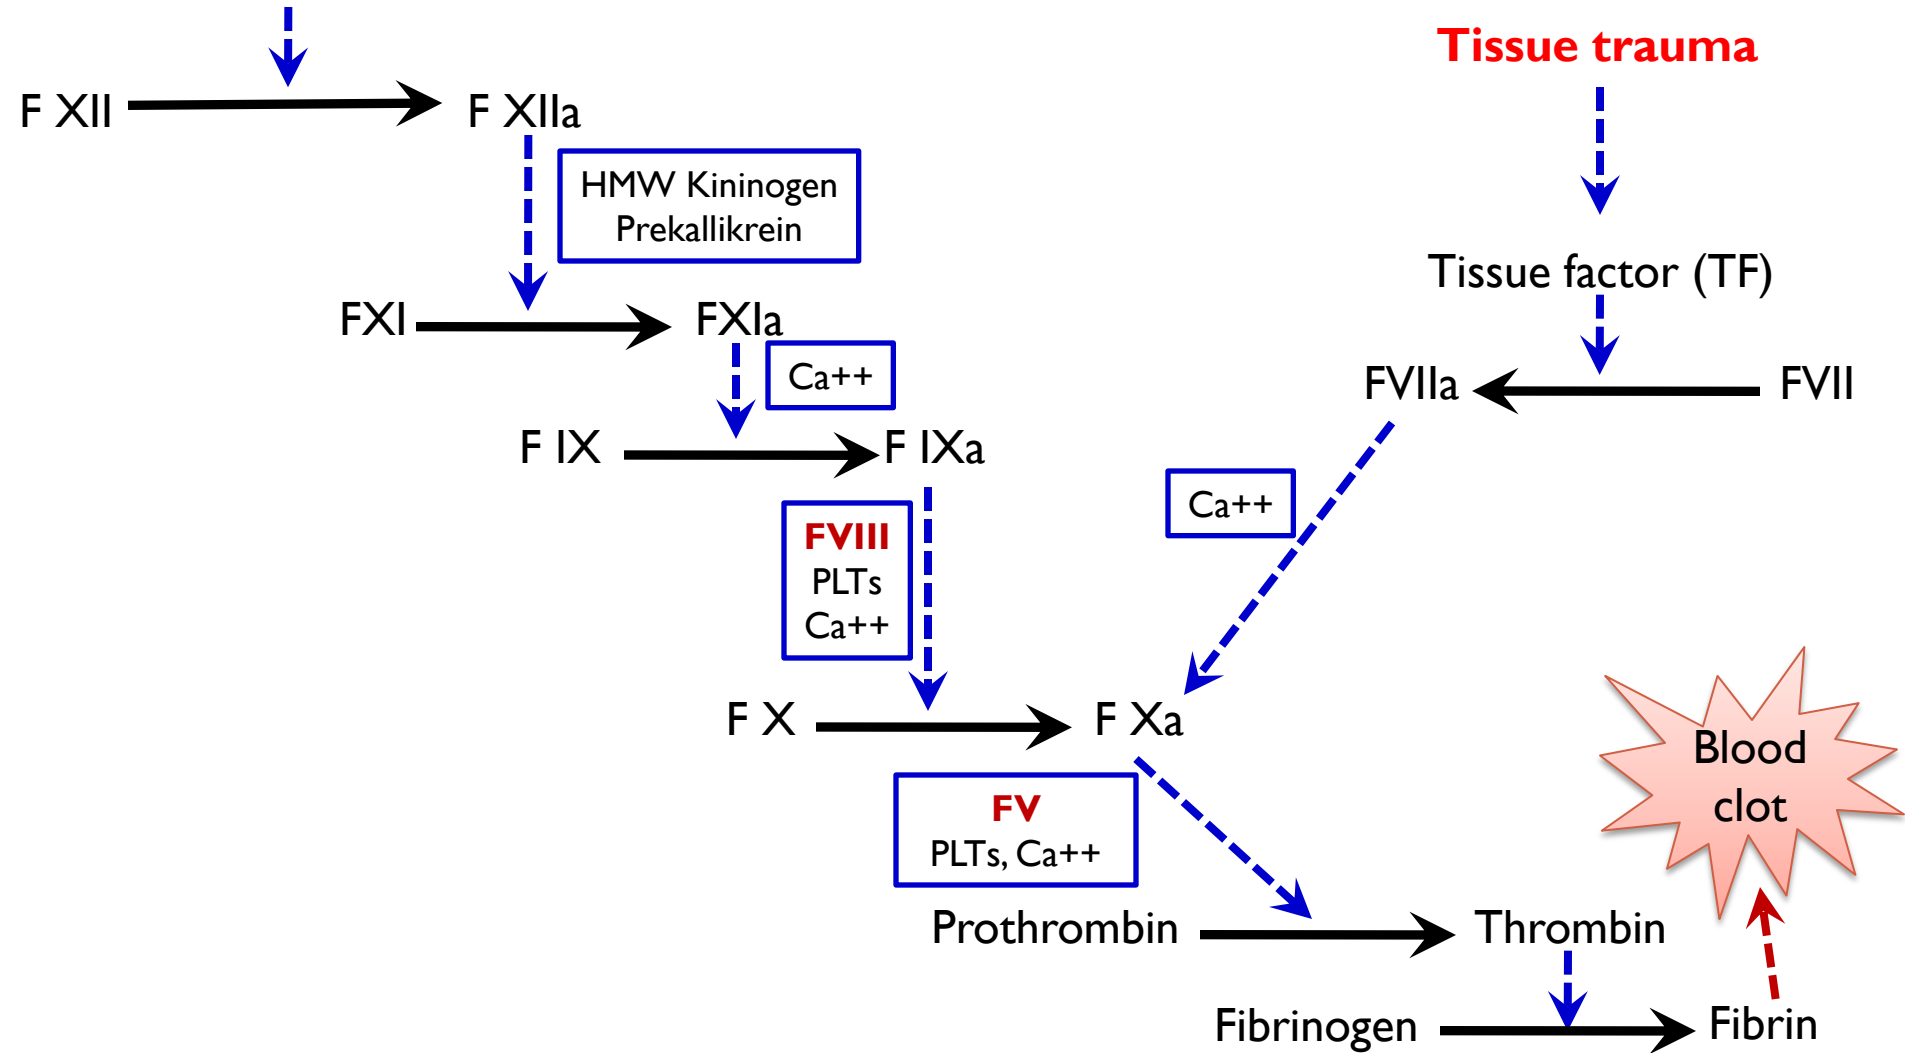 Tissue trauma
F XII
F XIIa
HMW Kininogen
Prekallikrein
Tissue factor (TF)
FXI
FXIa
Ca++
FVIIa
FVII
F IX
F IXa
Ca++
FVIII
PLTs
Ca++
F X
F Xa
Blood
clot
FV
PLTs, Ca++
Prothrombin
Thrombin
Fibrinogen
Fibrin